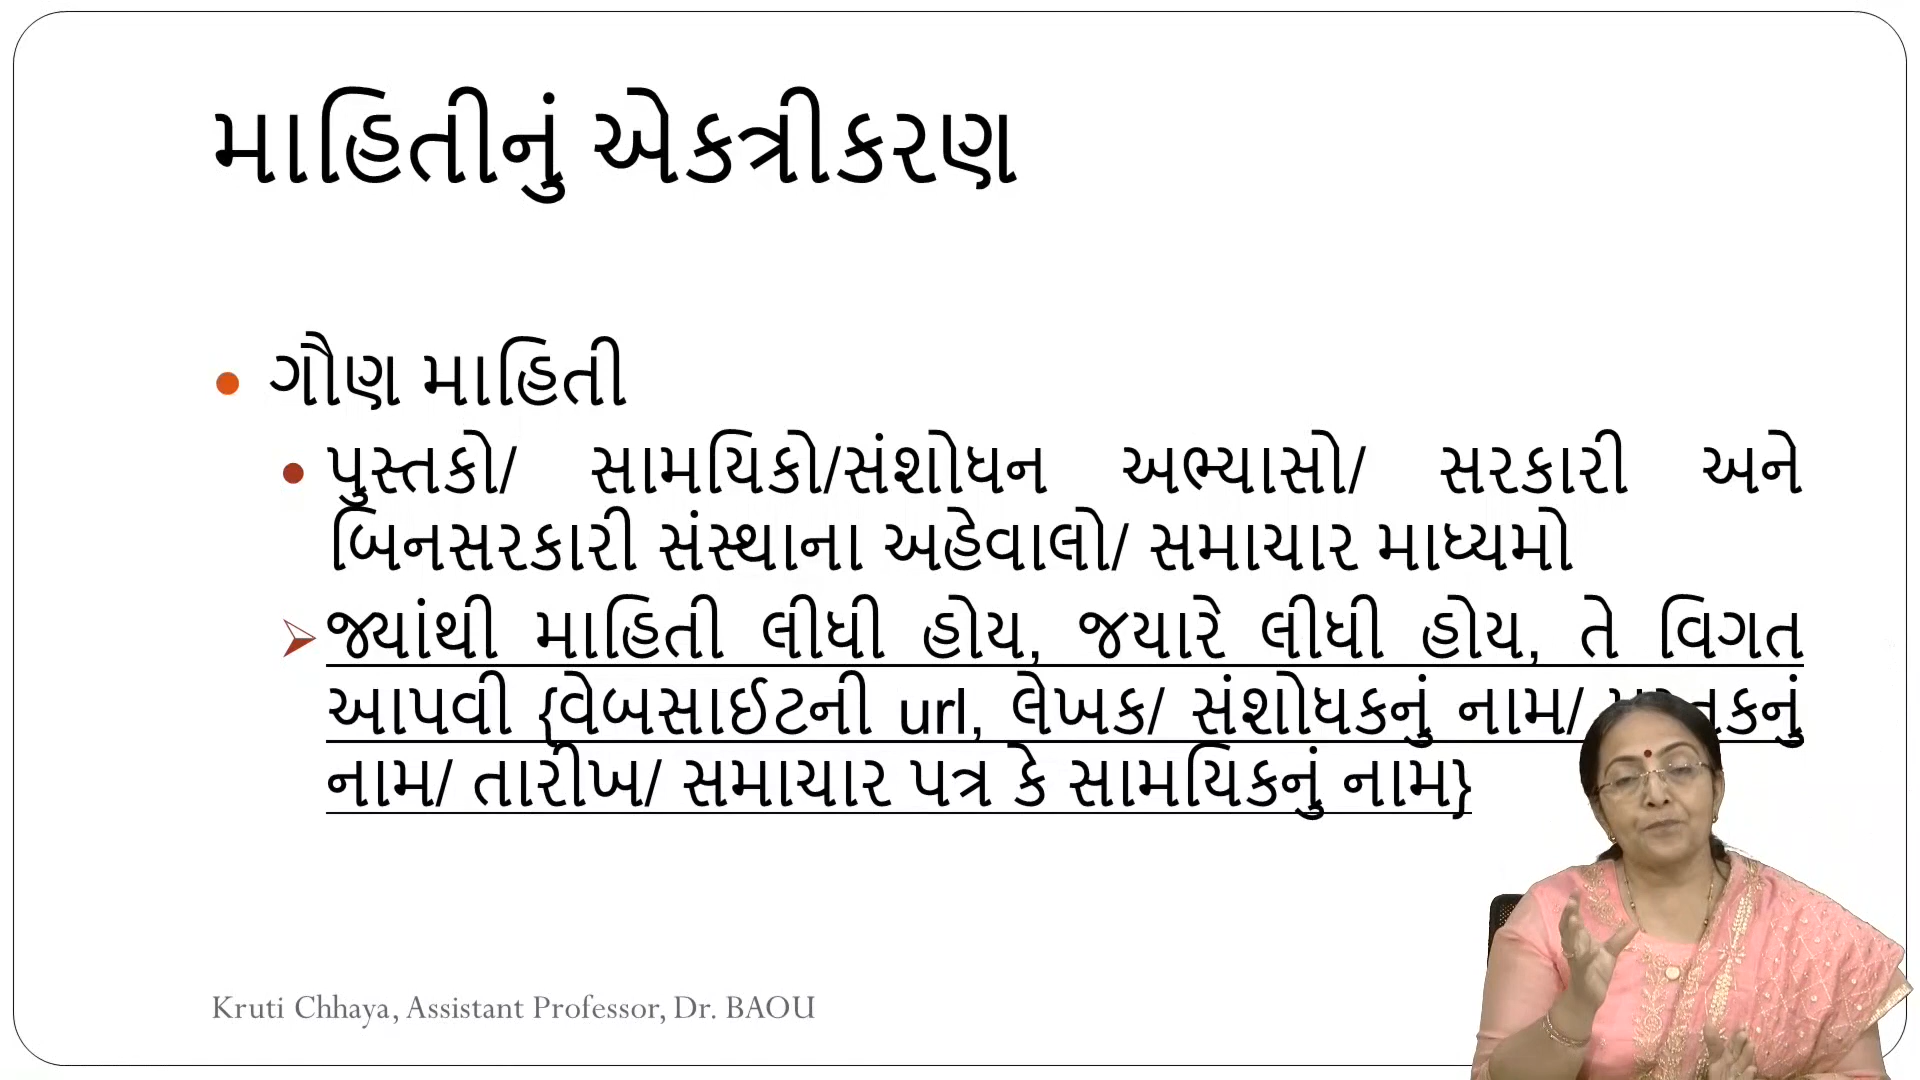 માહિતીનું એકત્રીકરણ
ગૌણ માહિતી
પુસ્તકો/ સામયિકો/સંશોધન અભ્યાસો/ સરકારી અને
બિનસરકારી સંસ્થાના અહેવાલો/ સમાચાર માધ્યમો
જ્યાંથી માહિતી લીધી હોય, જયારે લીધી હોય, તે વિગત
આપવી {વેબસાઈટની url, લેખક/ સંશોધકનું નામ/
નામ/ તારીખ/ સમાચાર પત્ર કે સામયિકનું નામ}
Kruti Chhaya, Assistant Professor, Dr. BAOU